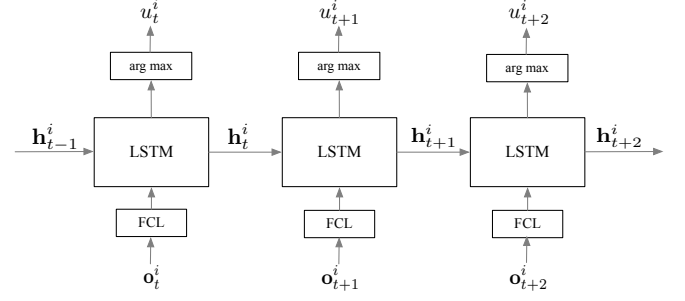 u_t^i u_{t+1}^i u_{t+2}^i
arg max arg max arg max
h_{t-1}^i LSTM h_t^i LSTM h_{t+1}^i LSTM h_{t+2}^i
FCL FCL FCL
o_t^i o_{t+1}^i o_{t+2}^i